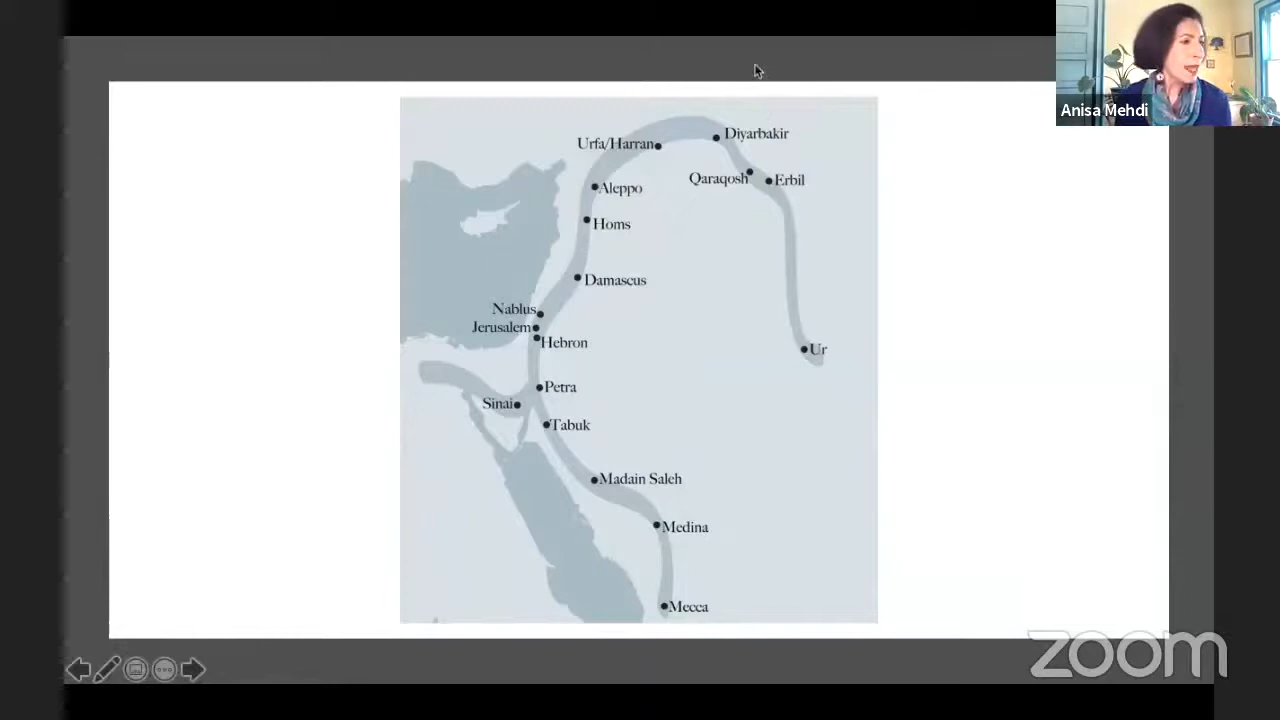 Anisa Mehdi
Diyarbakir
Urfa/Harran
Qaraqosh
Erbil
Aleppo
Homs
Damascus
Nablus
Jerusalem
Hebron
Ur
Petra
Sinai
Tabuk
Madain Saleh
Medina
Mecca
zoom